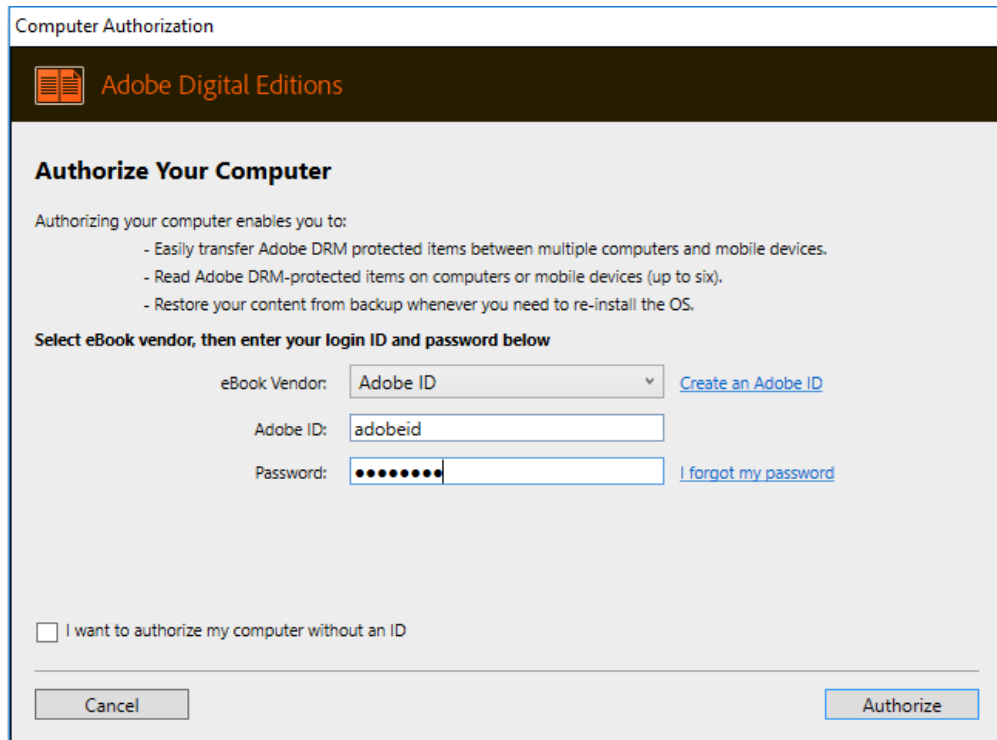 Computer Authorization
Adobe Digital Editions
Authorize Your Computer
Authorizing your computer enables you to:
- Easily transfer Adobe DRM protected items between multiple computers and mobile devices.
- Read Adobe DRM-protected items on computers or mobile devices (up to six).
- Restore your content from backup whenever you need to re-install the OS.
Select eBook vendor, then enter your login ID and password below
eBook Vendor: Adobe ID Create an Adobe ID
Adobe ID: adobeid
Password: ●●●●●●●● I forgot my password
I want to authorize my computer without an ID
Cancel Authorize